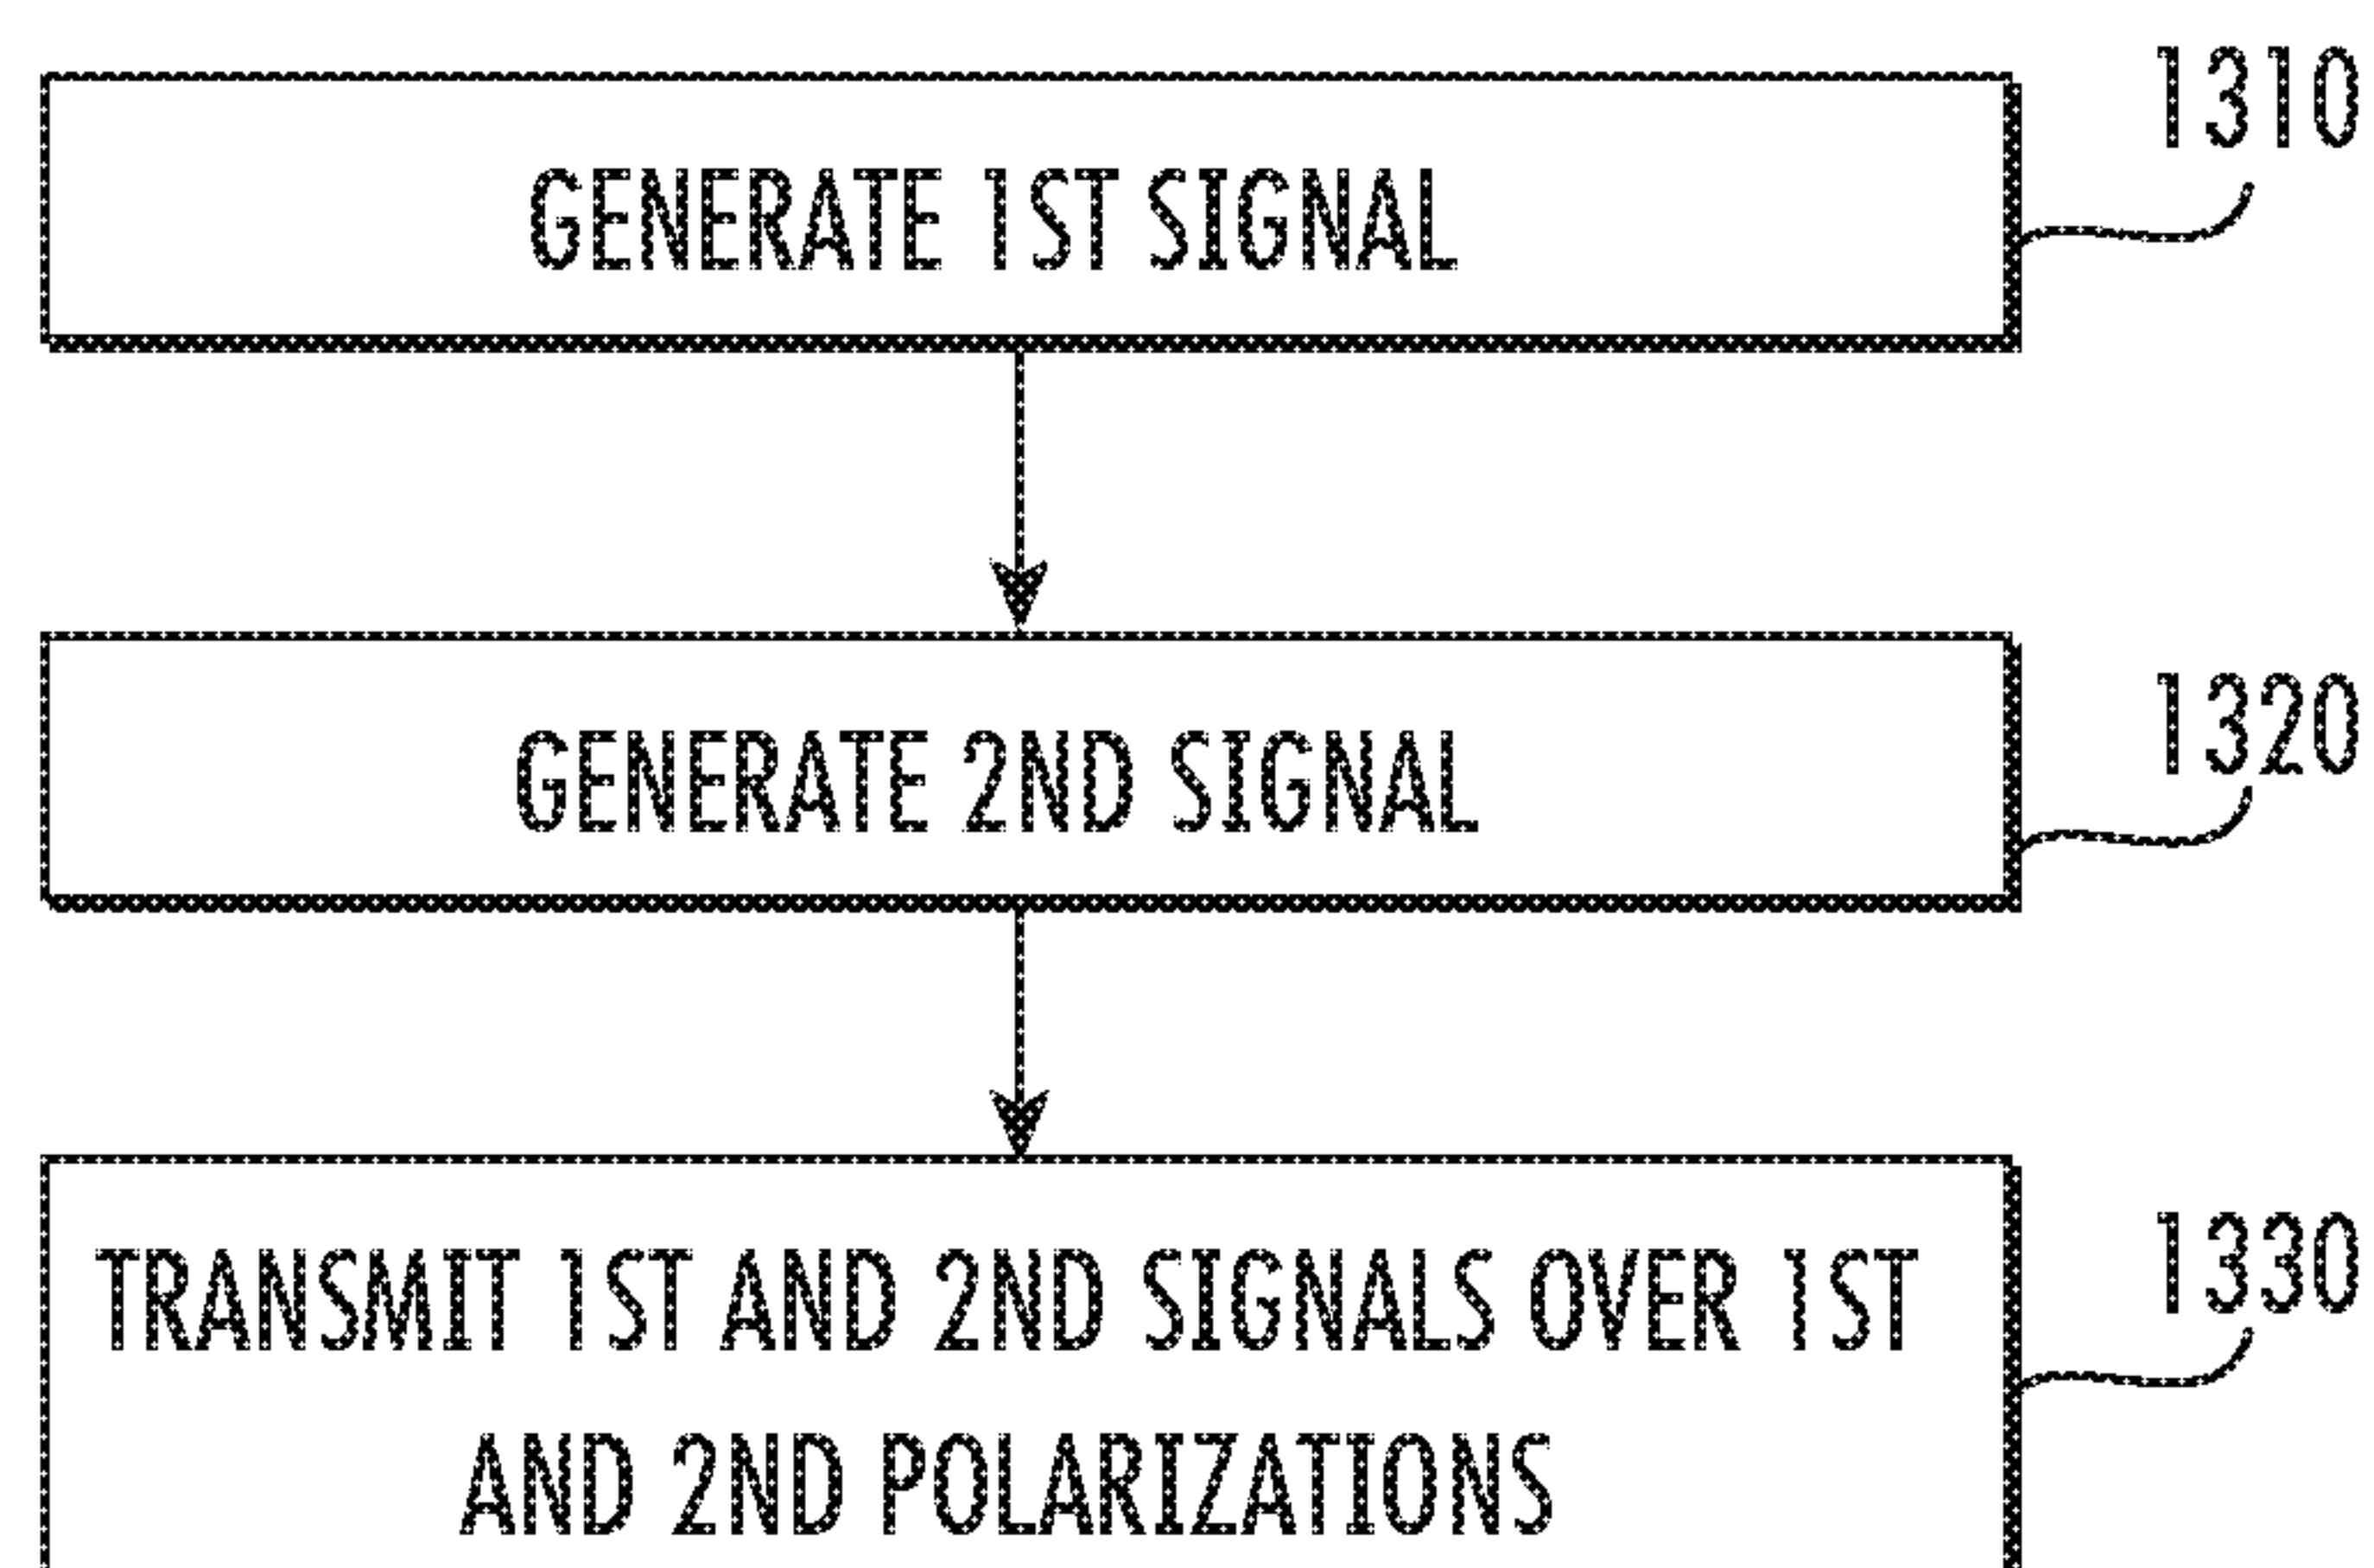 1310
GENERATE 1ST SIGNAL
1320
GENERATE 2ND SIGNAL
1330
TRANSMIT 1ST AND 2ND SIGNALS OVER 1ST
AND 2ND POLARIZATIONS